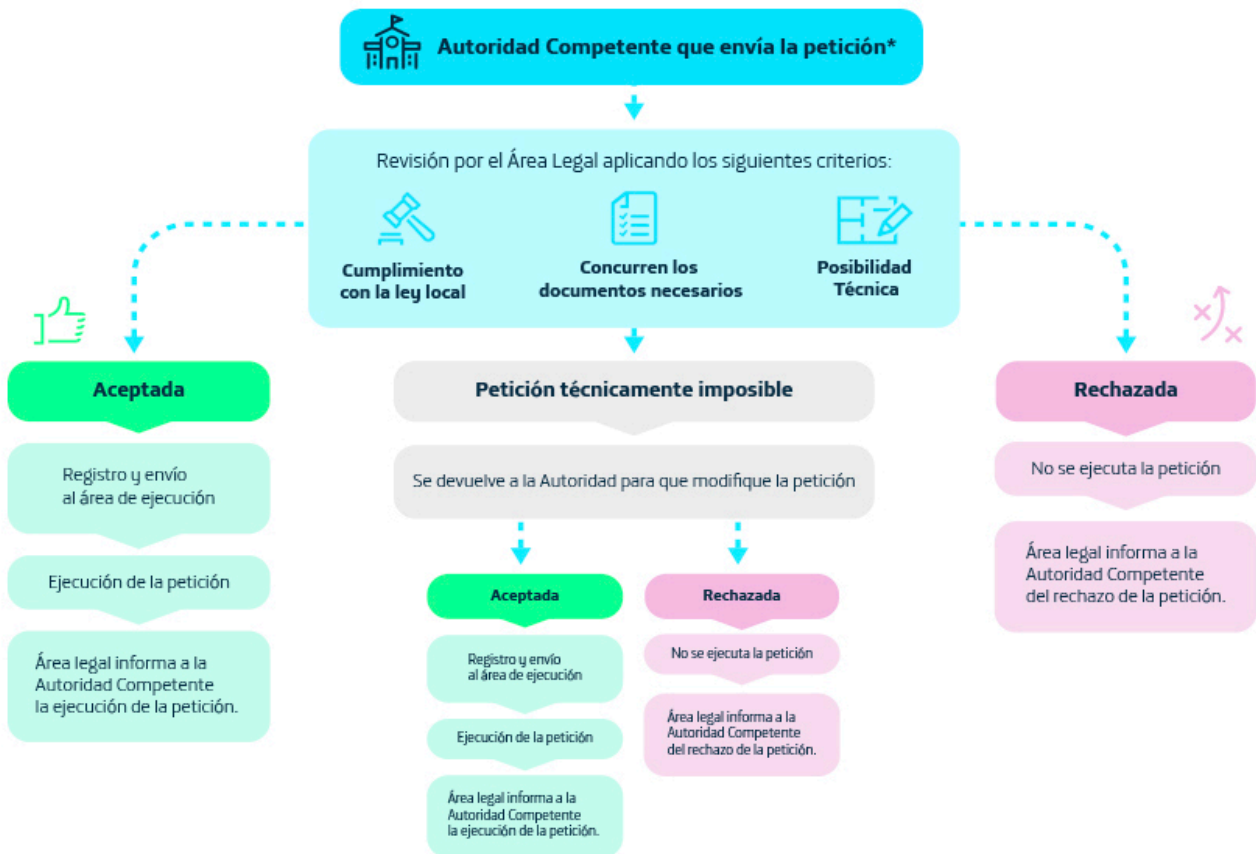 Autoridad Competente que envía la petición*
Revisión por el Área Legal aplicando los siguientes criterios:
Cumplimiento
con la ley local
Concurren los
documentos necesarios
Posibilidad
Técnica
Aceptada
Registro y envío
al área de ejecución
Ejecución de la petición
Área legal informa a la
Autoridad Competente
la ejecución de la petición.
Petición técnicamente imposible
Se devuelve a la Autoridad para que modifique la petición
Aceptada
Registro y envío
al área de ejecución
Ejecución de la petición
Área legal informa a la
Autoridad Competente
la ejecución de la petición.
Rechazada
No se ejecuta la petición
Área legal informa a la
Autoridad Competente
del rechazo de la petición.
Rechazada
No se ejecuta la petición
Área legal informa a la
Autoridad Competente
del rechazo de la petición.